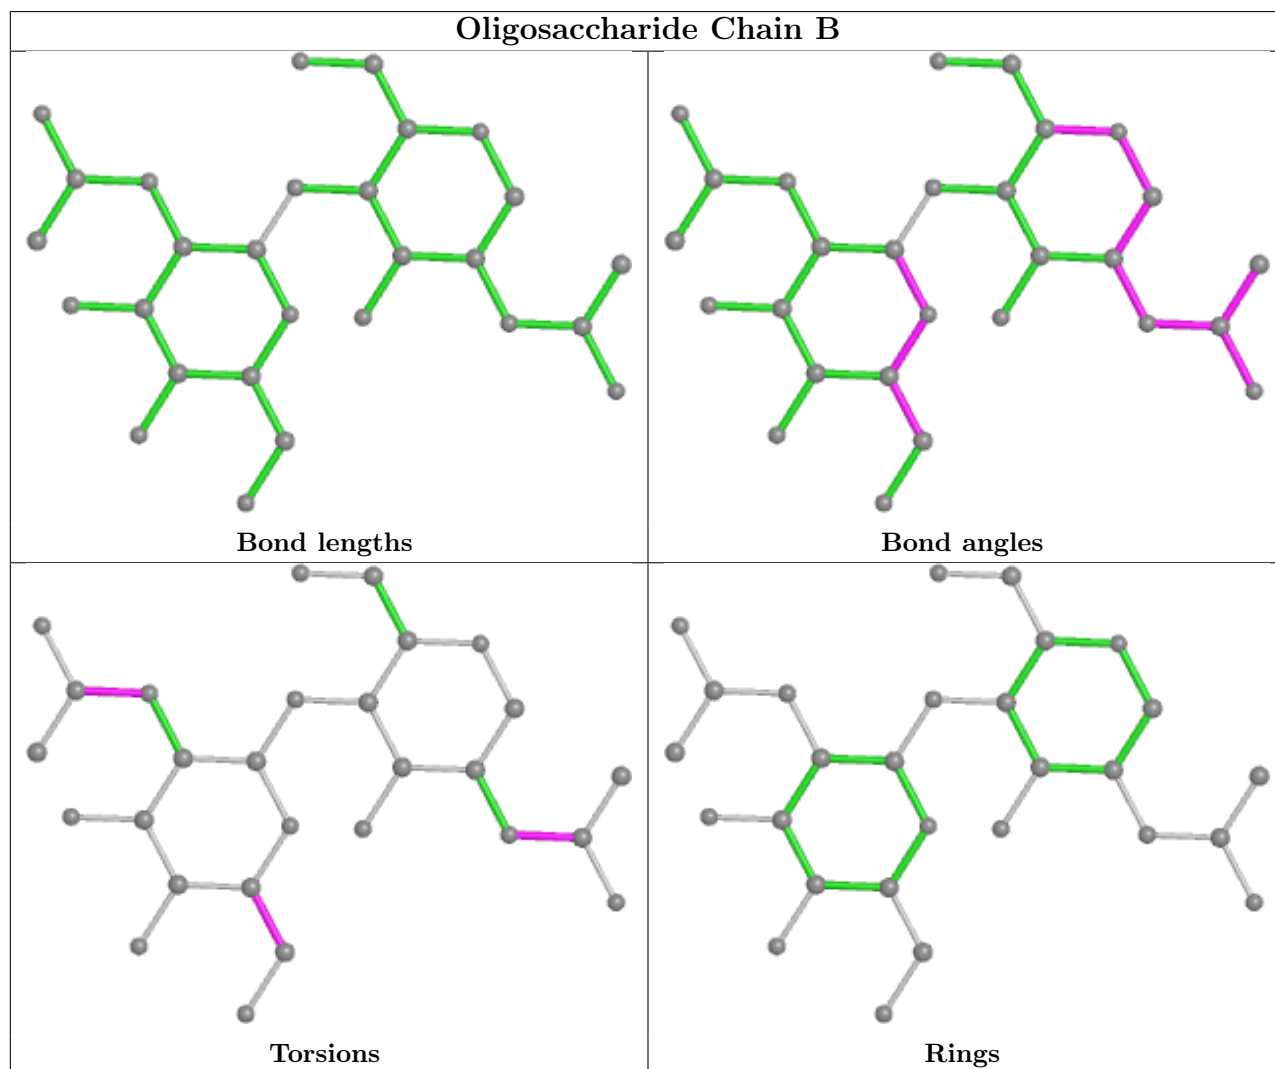 Oligosaccharide Chain B
Bond lengths
Bond angles
Torsions
Rings